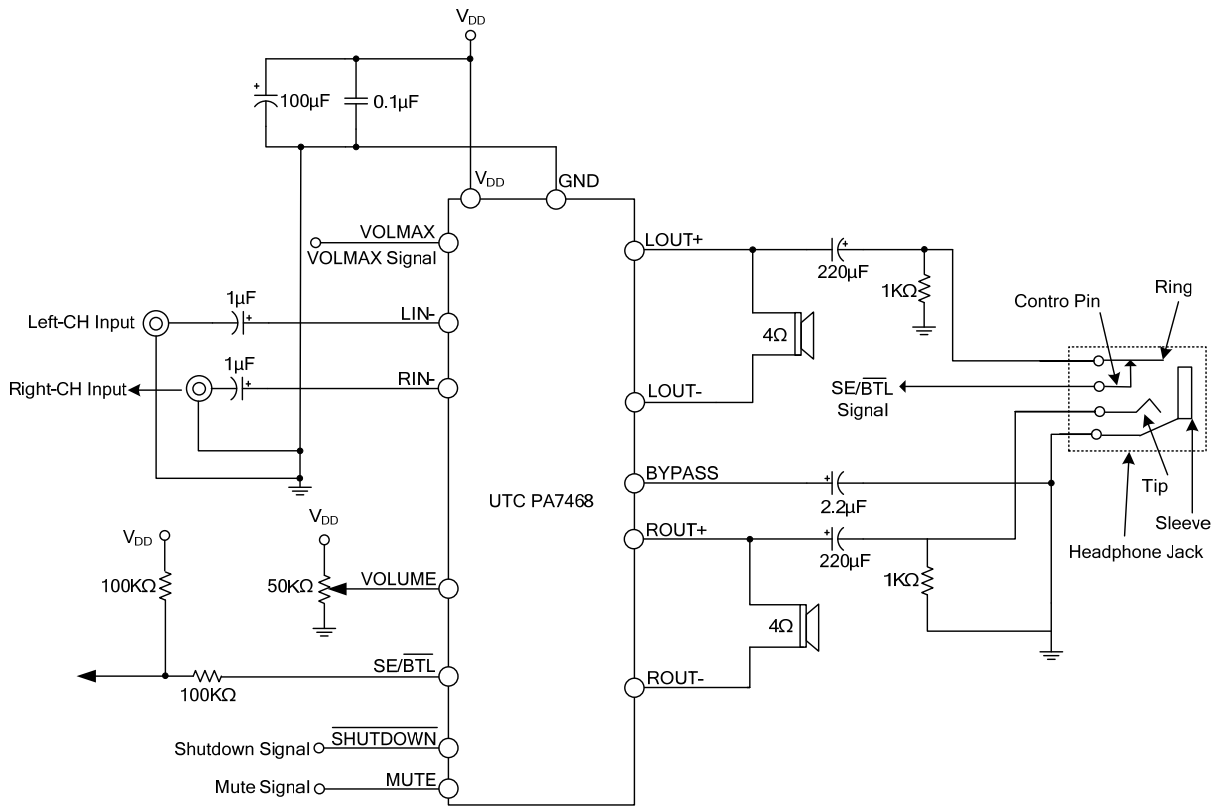 VDD
100μF
0.1μF
VDD
GND
VOLMAX
VOLMAX Signal
LOUT+
220μF
1KΩ
Contro Pin
Ring
1μF
Left-CH Input
LIN-
4Ω
1μF
Right-CH Input
RIN-
LOUT-
SE/BTL
Signal
BYPASS
2.2μF
Tip
UTC PA7468
Sleeve
VDD
VDD
ROUT+
220μF
Headphone Jack
100KΩ
50KΩ
VOLUME
1KΩ
4Ω
SE/BTL
100KΩ
ROUT-
Shutdown Signal
SHUTDOWN
Mute Signal
MUTE